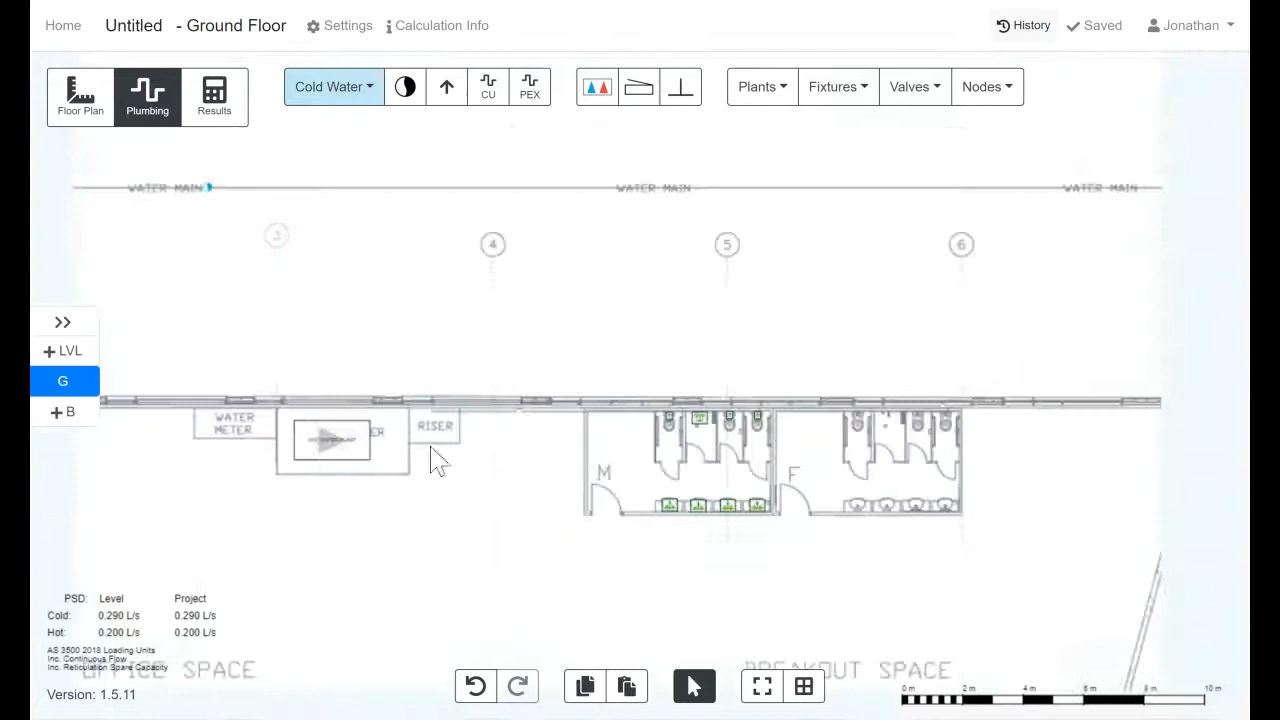 Home Untitled - Ground Floor Settings Calculation Info History Saved Jonathan
Floor Plan Plumbing Results Cold Water CU PEX Plants Fixtures Valves Nodes
WATER MAIN WATER MAIN WATER MAIN
3 4 5 6
+ LVL
G
+ B
WATER
METER
ER
RISER
M F
PSD: Level Project
Cold: 0.290 L/s 0.290 L/s
Hot: 0.200 L/s 0.200 L/s
AS 3500 2018 Loading Units
Inc. Continuous Flow
Inc. Reticulation Spare Capacity
OFFICE SPACE BREAKOUT SPACE
Version: 1.5.11
0 m 2 m 4 m 6 m 8 m 10 m